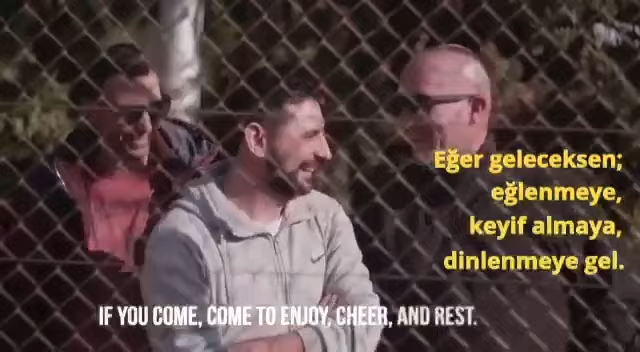 Eğer geleceksen;
eğlenmeye,
keyif almaya,
dinlenmeye gel.
IF YOU COME, COME TO ENJOY, CHEER, AND REST.